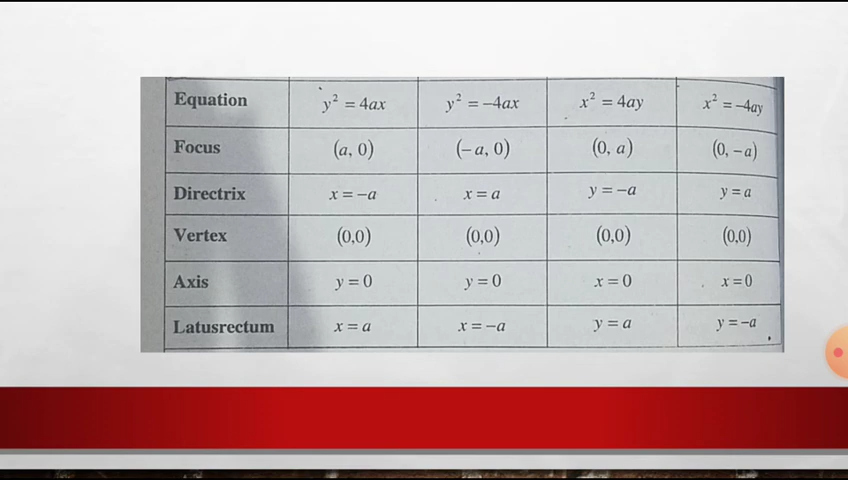 Equation y² = 4ax y² = –4ax x² = 4ay x² = –4ay
Focus (a, 0) (– a, 0) (0, a) (0, – a)
Directrix x = –a x = a y = –a y = a
Vertex (0,0) (0,0) (0,0) (0,0)
Axis y = 0 y = 0 x = 0 x = 0
Latusrectum x = a x = –a y = a y = –a